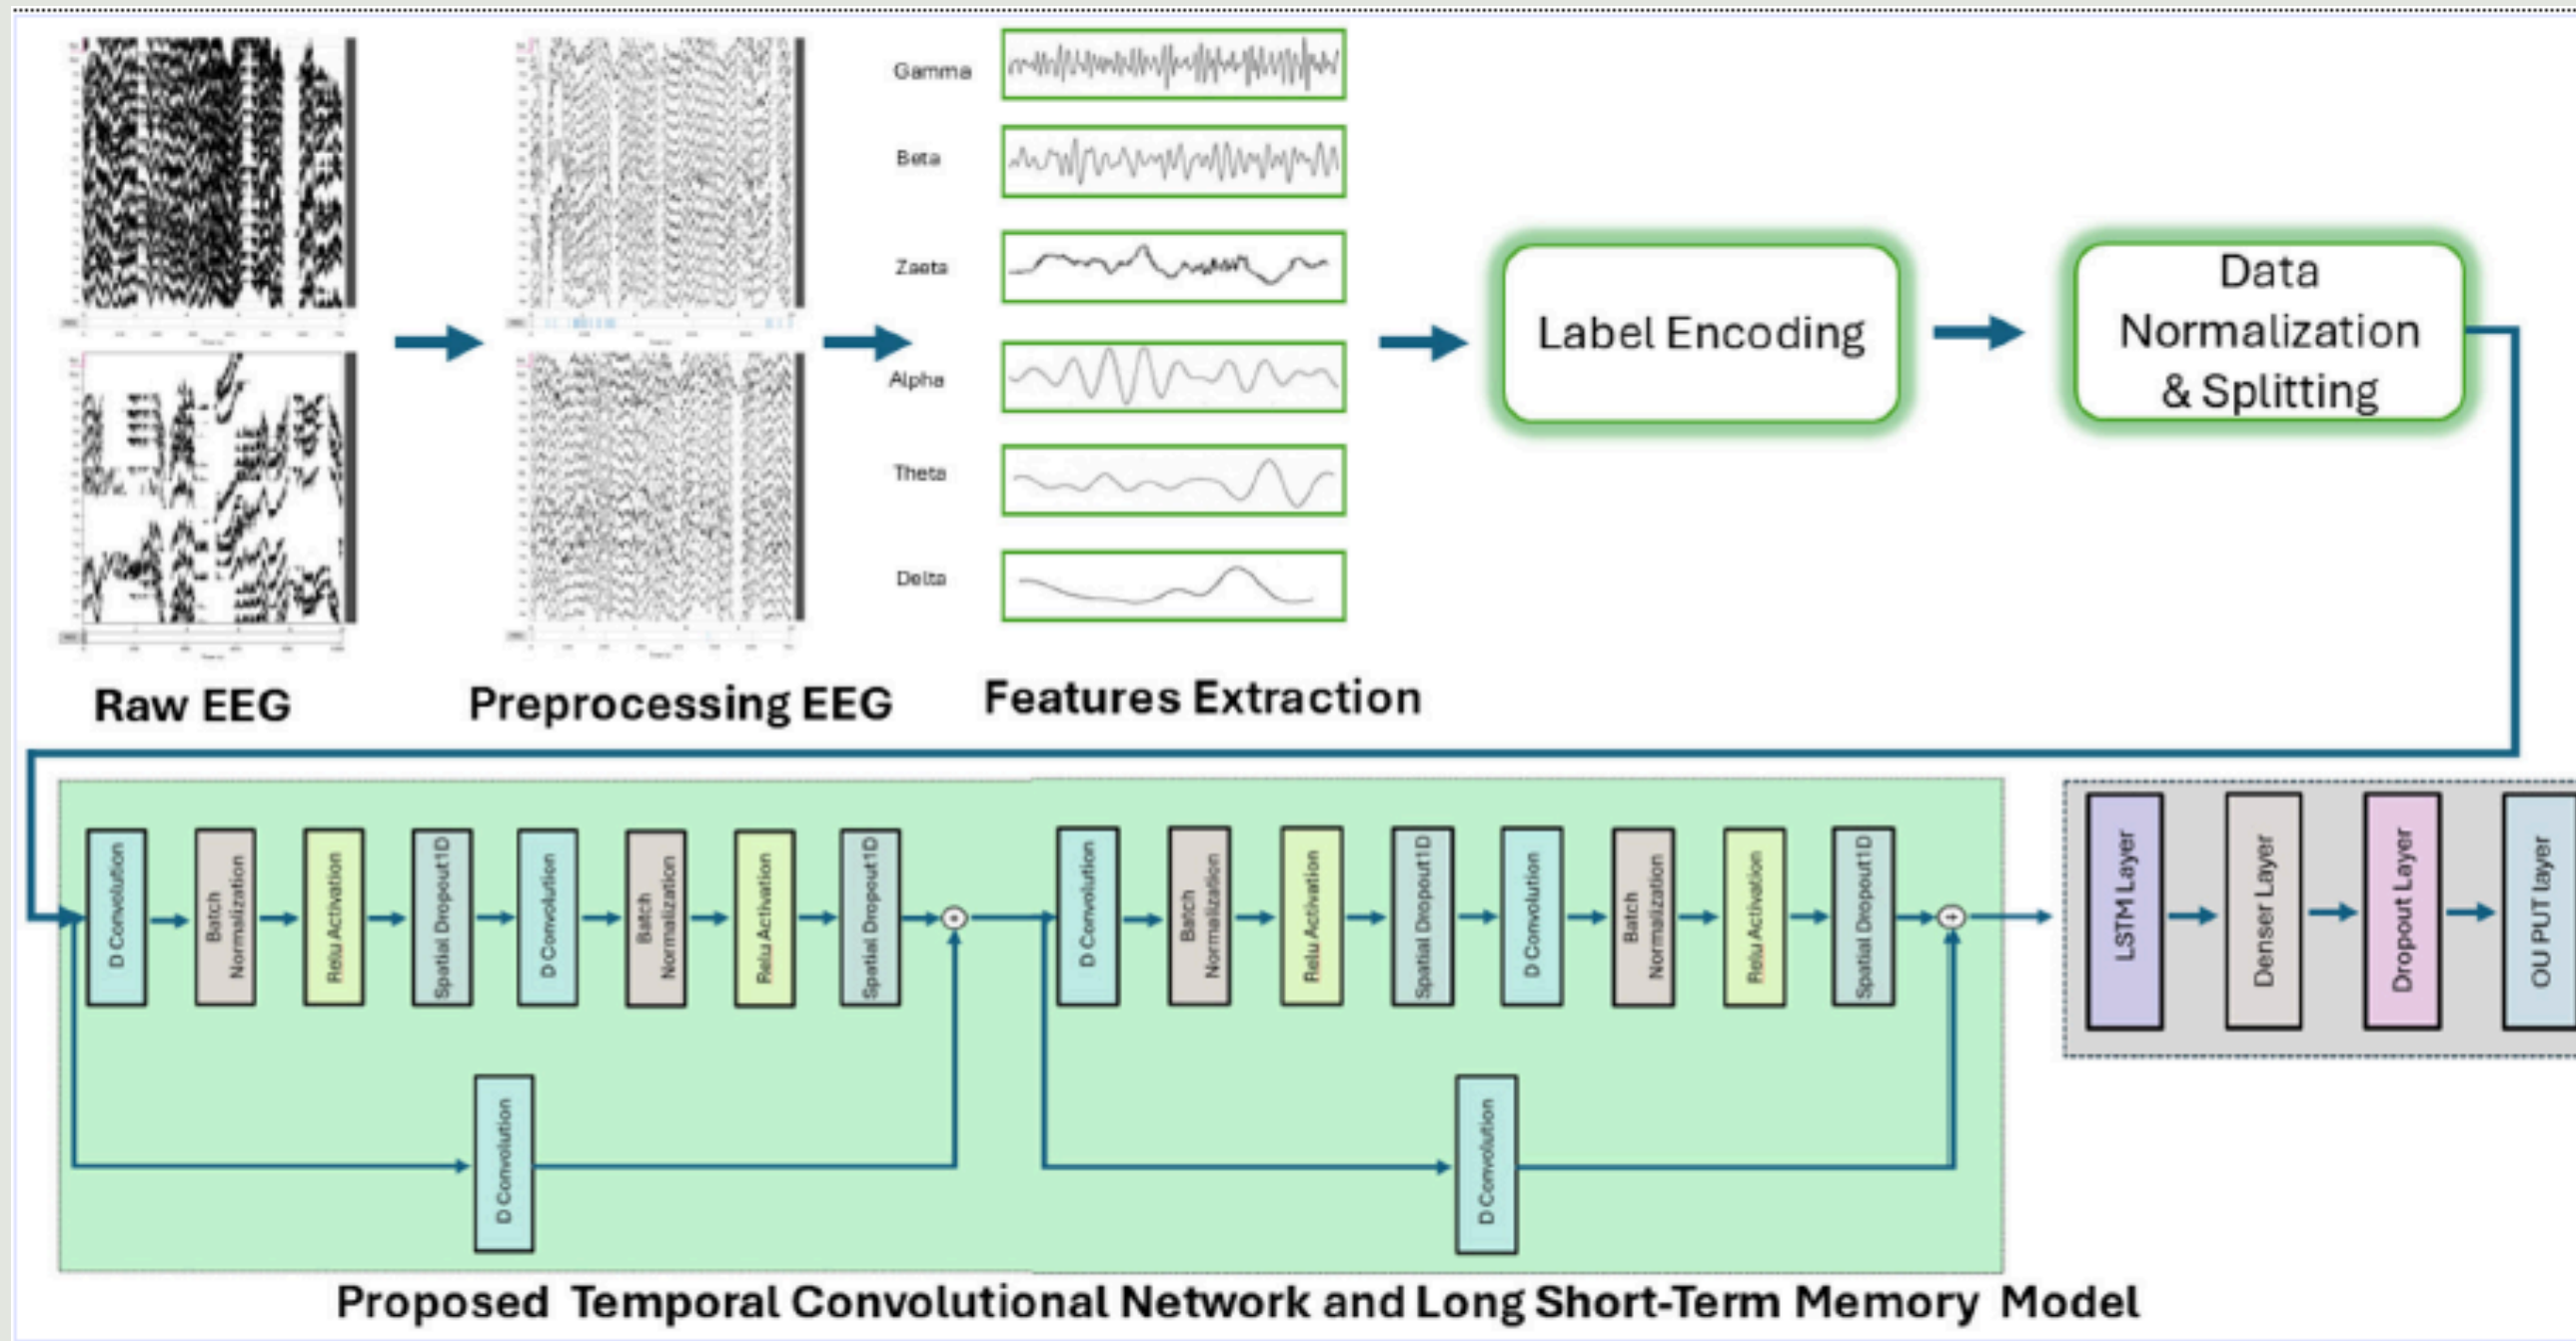 Gamma
Beta
Zaeta
Alpha
Theta
Delta
Label Encoding
Data
Normalization
& Splitting
Raw EEG
Preprocessing EEG
Features Extraction
D Convolution
Batch
Normalization
Relu Activation
Spatial Dropout1D
D Convolution
Batch
Normalization
Relu Activation
Spatial Dropout1D
D Convolution
Batch
Normalization
Relu Activation
Spatial Dropout1D
D Convolution
Batch
Normalization
Relu Activation
Spatial Dropout1D
LSTM Layer
Denser Layer
Dropout Layer
OU PUT layer
D Convolution
D Convolution
Proposed Temporal Convolutional Network and Long Short-Term Memory Model